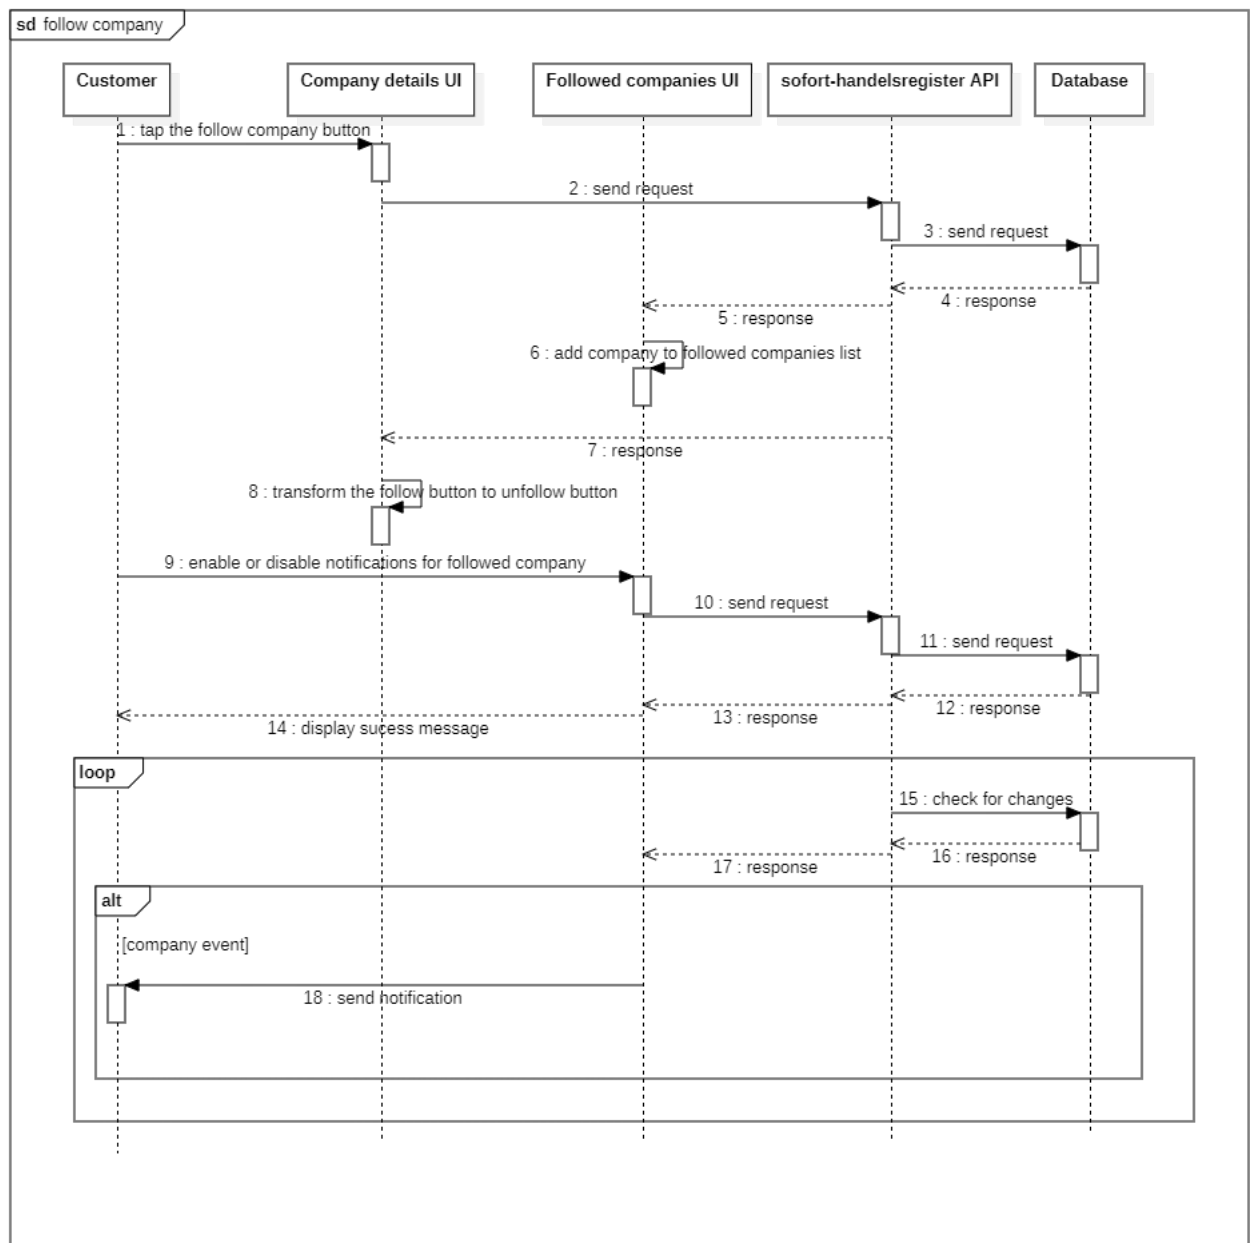 sd follow company
Customer
Company details UI
Followed companies UI
sofort-handelsregister API
Database
1 : tap the follow company button
2 : send request
3 : send request
4 : response
5 : response
6 : add company to followed companies list
7 : response
8 : transform the follow button to unfollow button
9 : enable or disable notifications for followed company
10 : send request
11 : send request
12 : response
13 : response
14 : display sucess message
loop
15 : check for changes
16 : response
17 : response
alt
[company event]
18 : send notification